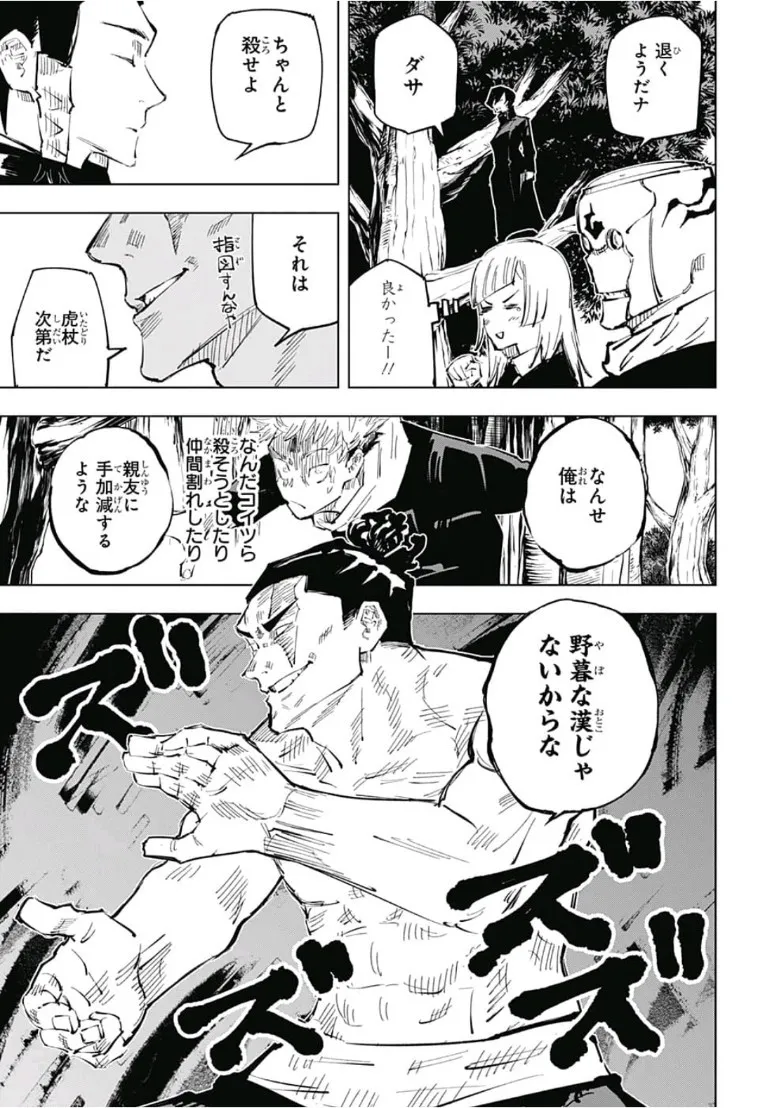 退く
ようだナ
ダサ
良かったー!!
ちゃんと
殺せよ
それは
指図すんなー
虎杖
次第だ
なんせ
俺は
なんだコイツら
殺そうとしたり
仲間割れしたり
親友に
手加減する
ような
野暮な漢じゃ
ないからな
ズズ
ズズズ